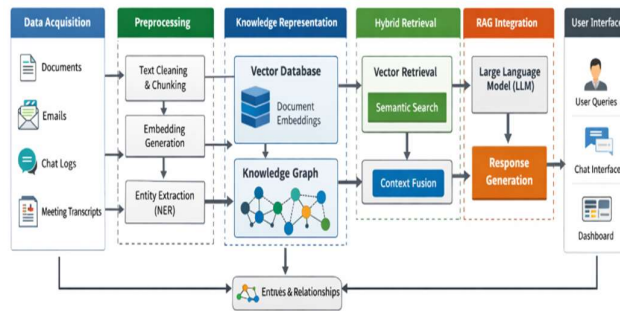 Data Acquisition
Preprocessing
Knowledge Representation
Hybrid Retrieval
RAG Integration
User Interface
Documents
Emails
Chat Logs
Meeting Transcripts
Text Cleaning
& Chunking
Embedding
Generation
Entity Extraction
(NER)
Vector Database
Document
Embeddings
Knowledge Graph
Vector Retrieval
Semantic Search
Context Fusion
Large Language
Model (LLM)
Response
Generation
User Queries
Chat Interface
Dashboard
& Relationships